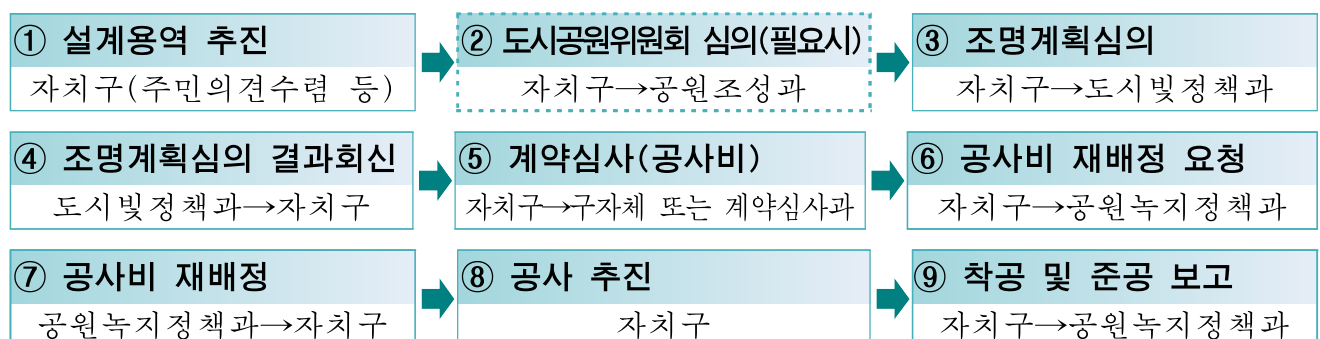 ① 설계용역 추진
자치구(주민의견수렴 등)
② 도시공원위원회 심의(필요시)
자치구→공원조성과
③ 조명계획심의
자치구→도시빛정책과
④ 조명계획심의 결과회신
도시빛정책과→자치구
⑤ 계약심사(공사비)
자치구→구자체 또는 계약심사과
⑥ 공사비 재배정 요청
자치구→공원녹지정책과
⑦ 공사비 재배정
공원녹지정책과→자치구
⑧ 공사 추진
자치구
⑨ 착공 및 준공 보고
자치구→공원녹지정책과